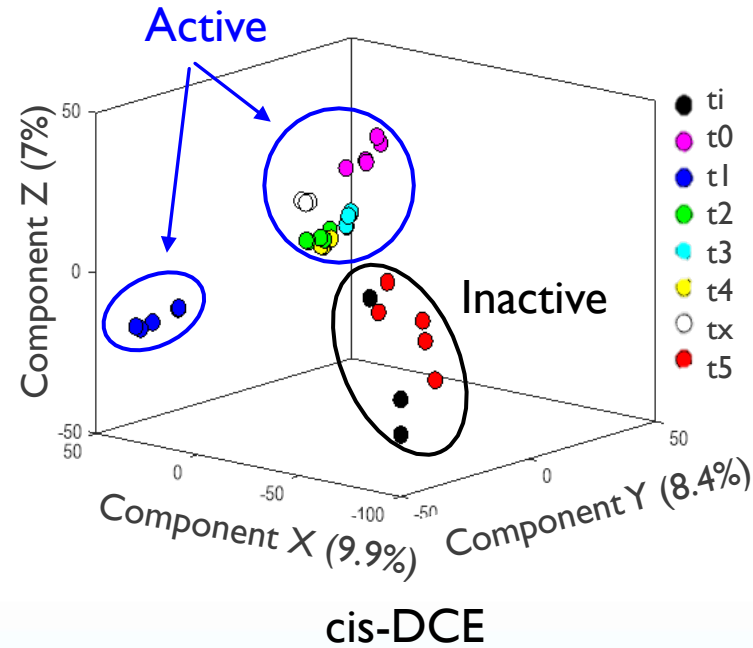 Active
50
0
-50
Component Z (7%)
50
0
-50
-100
Component X (9.9%)
-50
0
50
Component Y (8.4%)
Inactive
ti
t0
t1
t2
t3
t4
tx
t5
cis-DCE